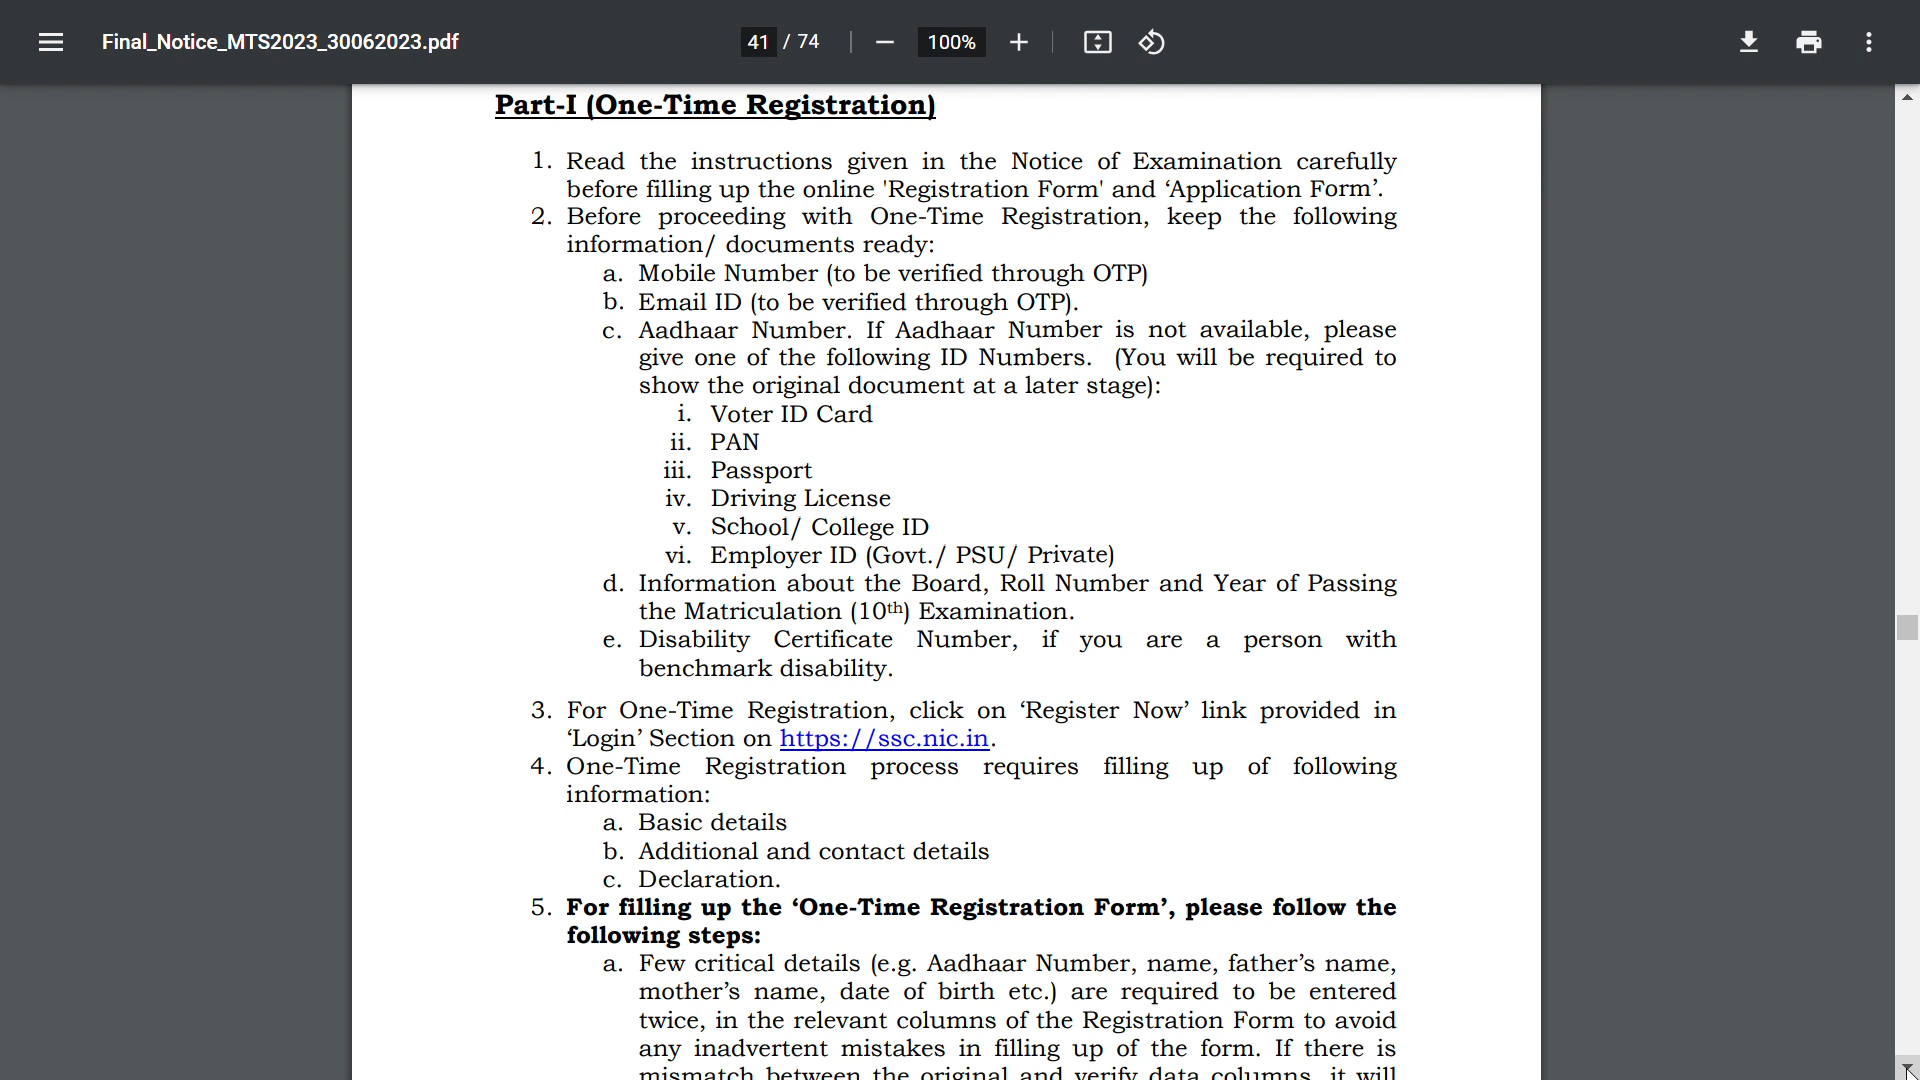 Final_Notice_MTS2023_30062023.pdf
41 / 74
100%
Part-I (One-Time Registration)
1. Read the instructions given in the Notice of Examination carefully
before filling up the online 'Registration Form' and ‘Application Form’.
2. Before proceeding with One-Time Registration, keep the following
information/ documents ready:
a. Mobile Number (to be verified through OTP)
b. Email ID (to be verified through OTP).
c. Aadhaar Number. If Aadhaar Number is not available, please
give one of the following ID Numbers. (You will be required to
show the original document at a later stage):
i. Voter ID Card
ii. PAN
iii. Passport
iv. Driving License
v. School/ College ID
vi. Employer ID (Govt./ PSU/ Private)
d. Information about the Board, Roll Number and Year of Passing
the Matriculation (10th) Examination.
e. Disability Certificate Number, if you are a person with
benchmark disability.
3. For One-Time Registration, click on ‘Register Now’ link provided in
‘Login’ Section on https://ssc.nic.in.
4. One-Time Registration process requires filling up of following
information:
a. Basic details
b. Additional and contact details
c. Declaration.
5. For filling up the ‘One-Time Registration Form’, please follow the
following steps:
a. Few critical details (e.g. Aadhaar Number, name, father’s name,
mother’s name, date of birth etc.) are required to be entered
twice, in the relevant columns of the Registration Form to avoid
any inadvertent mistakes in filling up of the form. If there is
mismatch between the original and verify data columns, it will